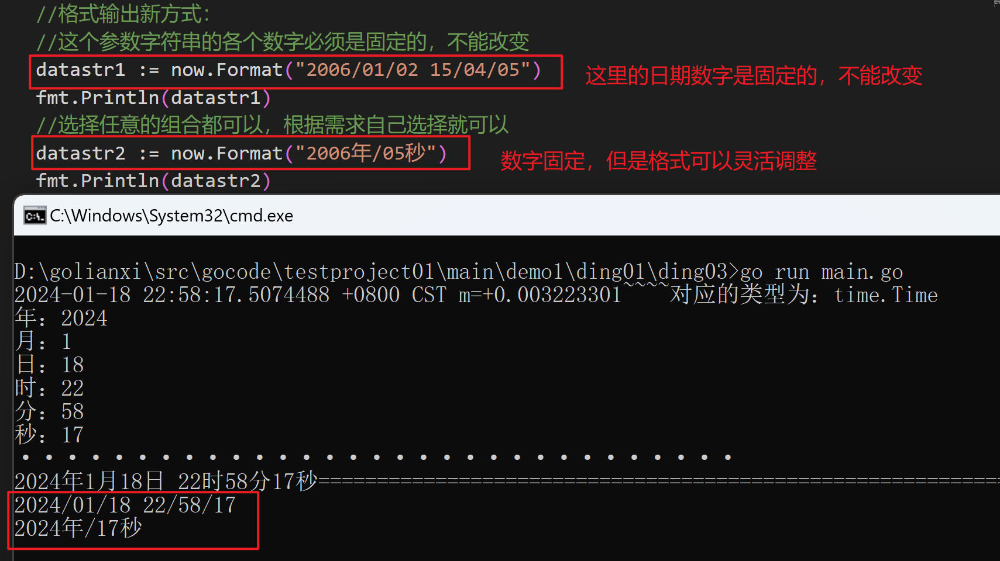 //格式输出新方式：
//这个参数字符串的各个数字必须是固定的，不能改变
datastr1 := now.Format("2006/01/02 15/04/05")
这里的日期数字是固定的，不能改变
fmt.Println(datastr1)
//选择任意的组合都可以，根据需求自己选择就可以
datastr2 := now.Format("2006年/05秒")
数字固定，但是格式可以灵活调整
fmt.Println(datastr2)
C:\Windows\System32\cmd.exe
D:\golianxi\src\gocode\testproject01\main\demo1\ding01\ding03>go run main.go
2024-01-18 22:58:17.5074488 +0800 CST m=+0.003223301~~~~对应的类型为：time.Time
年：2024
月：1
日：18
时：22
分：58
秒：17
·······························
2024年1月18日 22时58分17秒==========================================================
2024/01/18 22/58/17
2024年/17秒